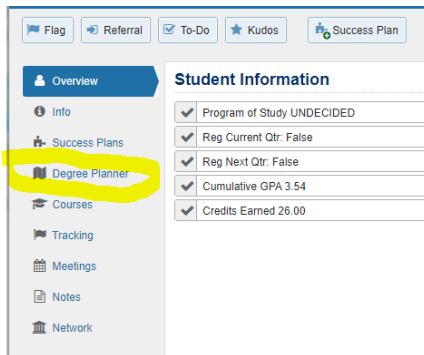 Flag Referral To-Do Kudos Success Plan
Overview
Info
Success Plans
Degree Planner
Courses
Tracking
Meetings
Notes
Network
Student Information
Program of Study UNDECIDED
Reg Current Qtr: False
Reg Next Qtr: False
Cumulative GPA 3.54
Credits Earned 26.00